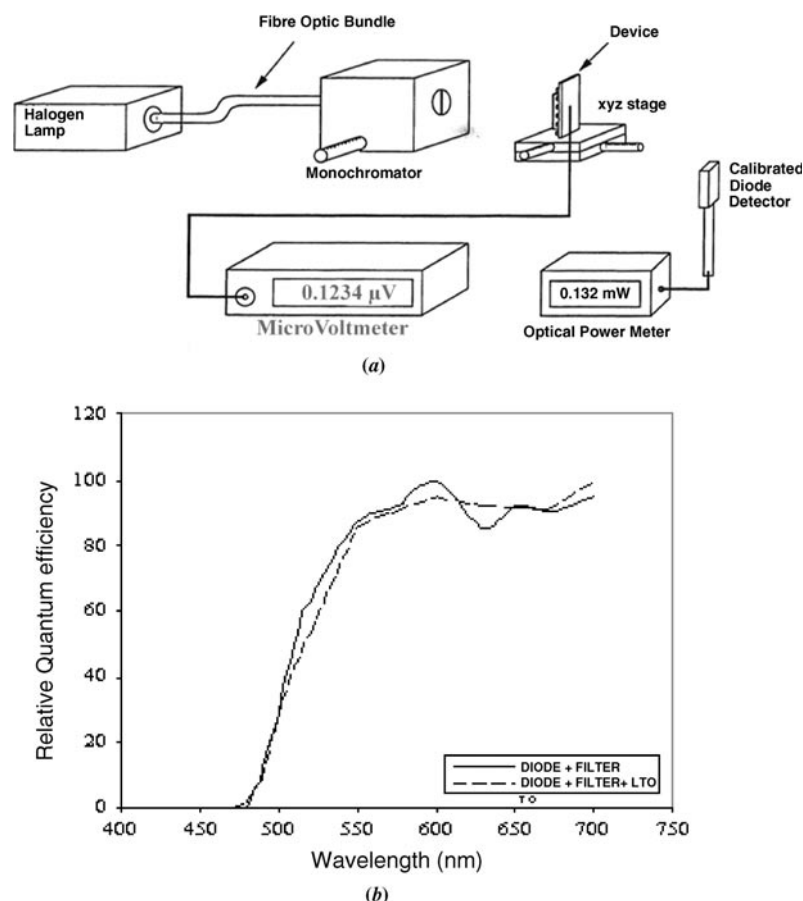 Fibre Optic Bundle
Device
Halogen
Lamp
xyz stage
Monochromator
Calibrated
Diode
Detector
0.1234 µV
0.132 mW
MicroVoltmeter
Optical Power Meter
(a)
120
100
80
60
40
20
0
Relative Quantum efficiency
DIODE + FILTER
DIODE + FILTER+ LTO
T O
400 450 500 550 600 650 700 750
Wavelength (nm)
(b)